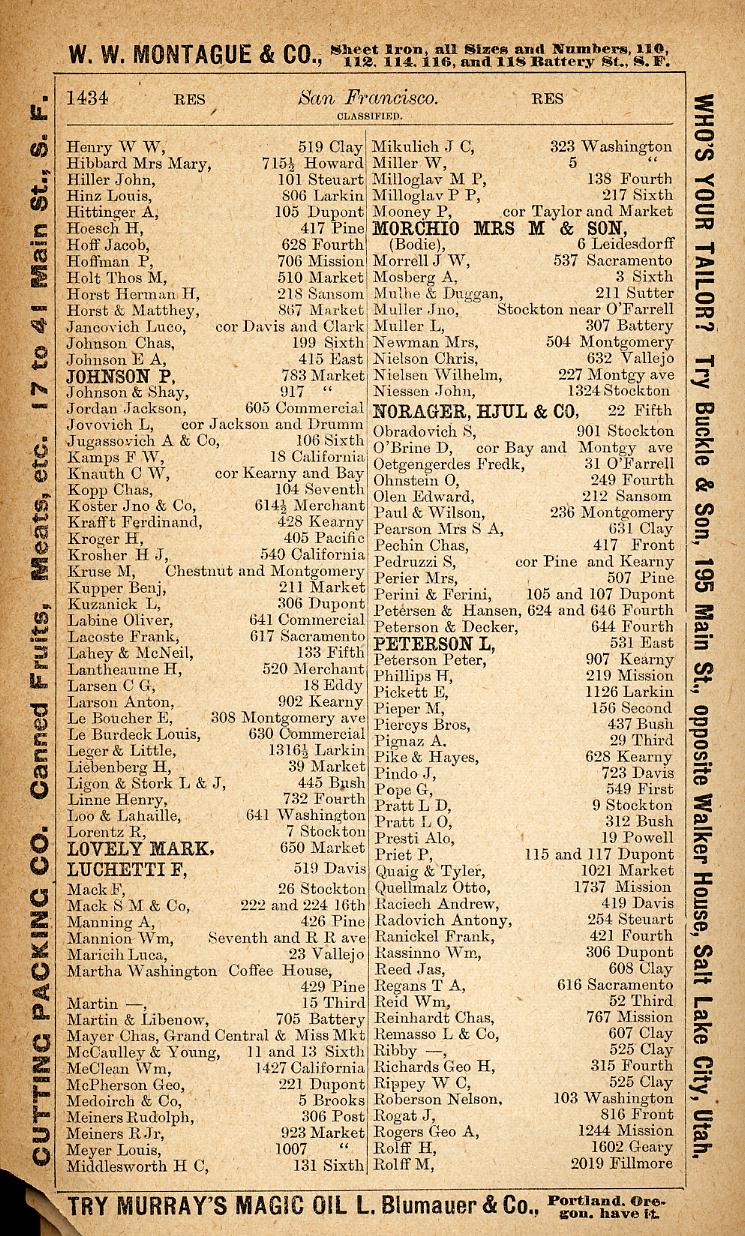 W. W. MONTAGUE & CO., Sheet Iron, all Sizes and Numbers, 110,
112, 114, 116, and 118 Battery St., S. F.
1434 RES San Francisco. RES
CLASSIFIED.
Henry W W, 519 Clay
Hibbard Mrs Mary, 715½ Howard
Hiller John, 101 Steuart
Hinz Louis, 806 Larkin
Hittinger A, 105 Dupont
Hoesch H, 417 Pine
Hoff Jacob, 628 Fourth
Hoffman P, 706 Mission
Holt Thos M, 510 Market
Horst Herman H, 218 Sansom
Horst & Matthey, 867 Market
Jancovich Luco, cor Davis and Clark
Johnson Chas, 199 Sixth
Johnson E A, 415 East
JOHNSON P, 783 Market
Johnson & Shay, 917 "
Jordan Jackson, 605 Commercial
Jovovich L, cor Jackson and Drumm
Jugassovich A & Co, 106 Sixth
Kamps F W, 18 California
Knauth C W, cor Kearny and Bay
Kopp Chas, 104 Seventh
Koster Jno & Co, 614½ Merchant
Krafft Ferdinand, 428 Kearny
Kroger H, 405 Pacific
Krosher H J, 540 California
Kruse M, Chestnut and Montgomery
Kupper Benj, 211 Market
Kuzanick L, 306 Dupont
Labine Oliver, 641 Commercial
Lacoste Frank, 617 Sacramento
Lahey & McNeil, 133 Fifth
Lantheaume H, 520 Merchant
Larsen C G, 18 Eddy
Larson Anton, 902 Kearny
Le Boucher E, 308 Montgomery ave
Le Burdeck Louis, 630 Commercial
Leger & Little, 1316½ Larkin
Liebenberg H, 39 Market
Ligon & Stork L & J, 445 Bush
Linne Henry, 732 Fourth
Loo & Lahaille, 641 Washington
Lorentz R, 7 Stockton
LOVELY MARK, 650 Market
LUCHETTI F, 519 Davis
Mack F, 26 Stockton
Mack S M & Co, 222 and 224 16th
Manning A, 426 Pine
Mannion Wm, Seventh and R R ave
Maricih Luca, 23 Vallejo
Martha Washington Coffee House,
429 Pine
Martin —, 15 Third
Martin & Libenow, 705 Battery
Mayer Chas, Grand Central & Miss Mkt
McCaulley & Young, 11 and 13 Sixth
McClean Wm, 1427 California
McPherson Geo, 221 Dupont
Medoirch & Co, 5 Brooks
Meiners Rudolph, 306 Post
Meiners R Jr, 923 Market
Meyer Louis, 1007 "
Middlesworth H C, 131 Sixth
Mikulich J C, 323 Washington
Miller W, 5 "
Milloglav M P, 138 Fourth
Milloglav P P, 217 Sixth
Mooney P, cor Taylor and Market
MORCHIO MRS M & SON,
(Bodie), 6 Leidesdorff
Morrell J W, 537 Sacramento
Mosberg A, 3 Sixth
Mulhe & Duggan, 211 Sutter
Muller Jno, Stockton near O'Farrell
Muller L, 307 Battery
Newman Mrs, 504 Montgomery
Nielson Chris, 632 Vallejo
Nielsen Wilhelm, 227 Montgy ave
Niessen John, 1324 Stockton
NORAGER, HJUL & CO, 22 Fifth
Obradovich S, 901 Stockton
O'Brine D, cor Bay and Montgy ave
Oetgengerdes Fredk, 31 O'Farrell
Ohnstein O, 249 Fourth
Olen Edward, 212 Sansom
Paul & Wilson, 236 Montgomery
Pearson Mrs S A, 631 Clay
Pechin Chas, 417 Front
Pedruzzi S, cor Pine and Kearny
Perier Mrs, 507 Pine
Perini & Ferini, 105 and 107 Dupont
Petersen & Hansen, 624 and 646 Fourth
Peterson & Decker, 644 Fourth
PETERSON L, 531 East
Peterson Peter, 907 Kearny
Phillips H, 219 Mission
Pickett E, 1126 Larkin
Pieper M, 156 Second
Piercys Bros, 437 Bush
Pignaz A, 29 Third
Pike & Hayes, 628 Kearny
Pindo J, 723 Davis
Pope G, 549 First
Pratt L D, 9 Stockton
Pratt L O, 312 Bush
Presti Alo, 19 Powell
Priet P, 115 and 117 Dupont
Quaig & Tyler, 1021 Market
Quellmalz Otto, 1737 Mission
Raciech Andrew, 419 Davis
Radovich Antony, 254 Steuart
Ranickel Frank, 421 Fourth
Rassinno Wm, 306 Dupont
Reed Jas, 608 Clay
Regans T A, 616 Sacramento
Reid Wm, 52 Third
Reinhardt Chas, 767 Mission
Remasso L & Co, 607 Clay
Ribby —, 525 Clay
Richards Geo H, 315 Fourth
Rippey W C, 525 Clay
Roberson Nelson, 103 Washington
Rogat J, 816 Front
Rogers Geo A, 1244 Mission
Rolff H, 1602 Geary
Rolff M, 2019 Fillmore
CUTTING PACKING CO. Canned Fruits, Meats, etc. 17 to 41 Main St., S. F.
WHO'S YOUR TAILOR? Try Buckle & Son, 195 Main St., opposite Walker House, Salt Lake City, Utah.
TRY MURRAY'S MAGIC OIL L. Blumauer & Co., Portland, Ore-
gon, have it.